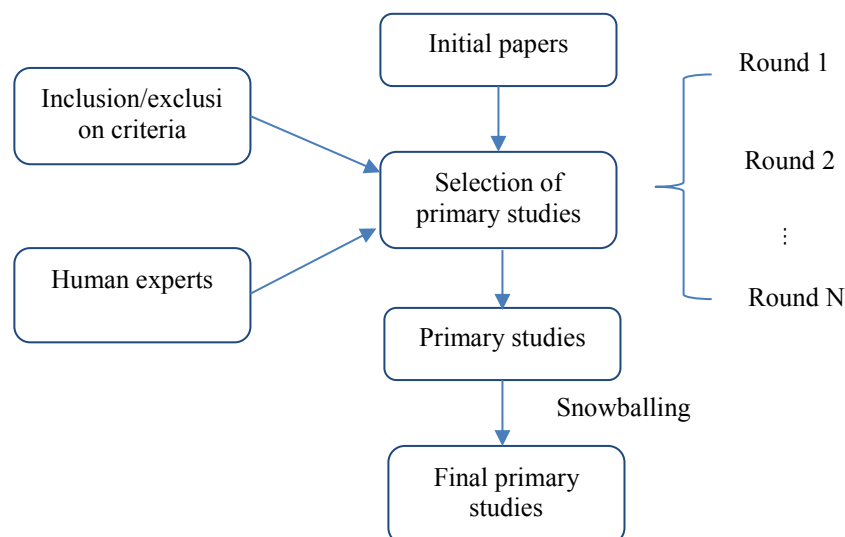 Initial papers
Round 1
Inclusion/exclusi
on criteria
Selection of
primary studies
Round 2
⋮
Human experts
Round N
Primary studies
Snowballing
Final primary
studies